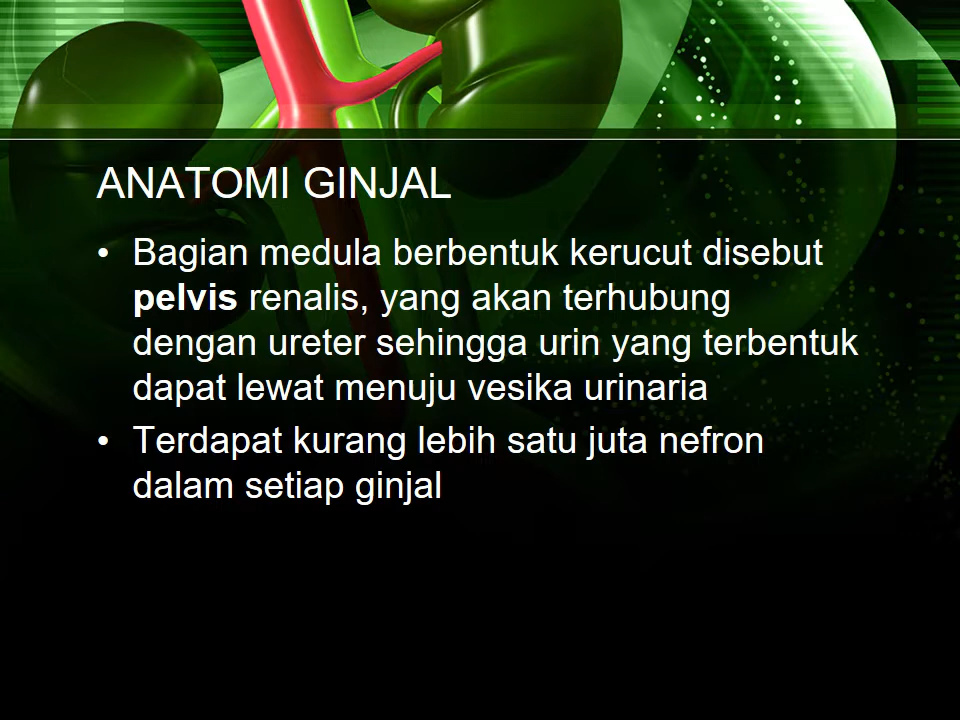 ANATOMI GINJAL
• Bagian medula berbentuk kerucut disebut
pelvis renalis, yang akan terhubung
dengan ureter sehingga urin yang terbentuk
dapat lewat menuju vesika urinaria
• Terdapat kurang lebih satu juta nefron
dalam setiap ginjal